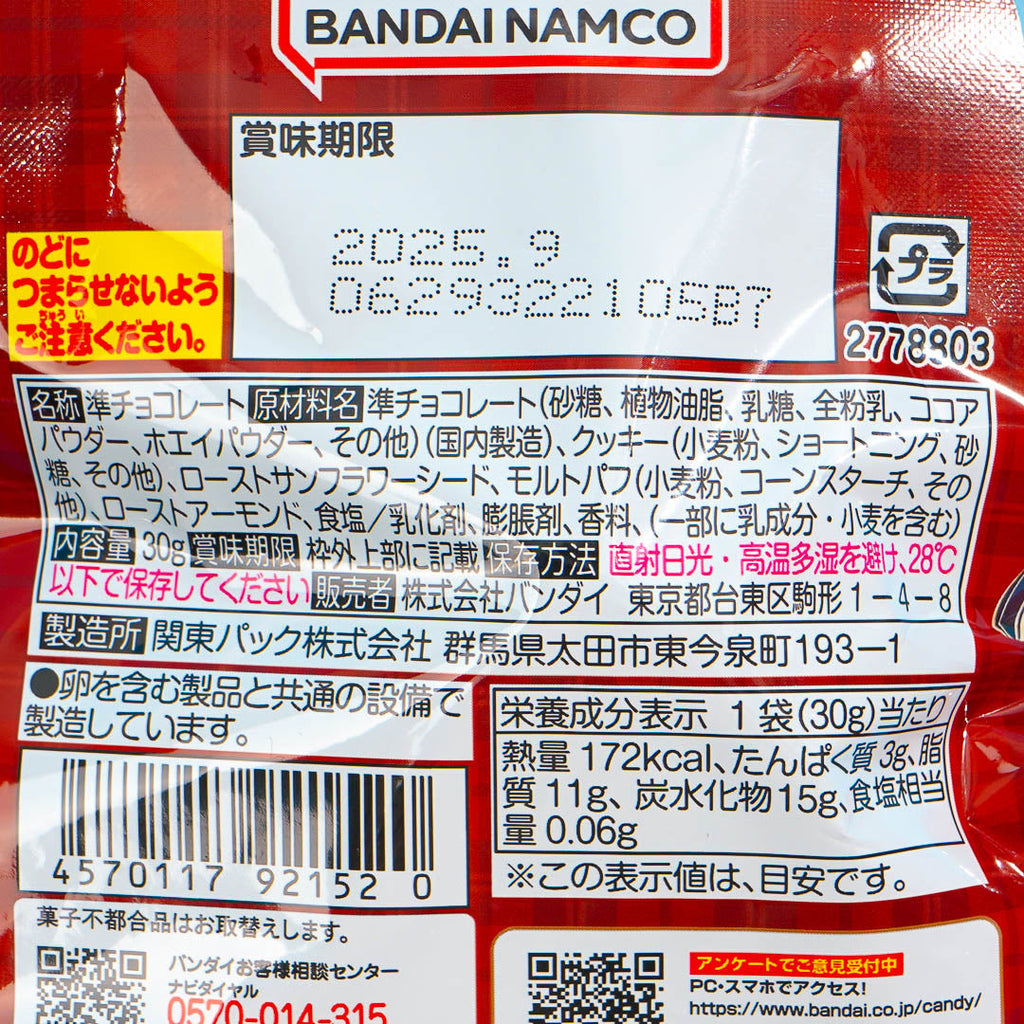 BANDAI NAMCO
賞味期限
2025.9
0629322105B7
のどに
つまらせないよう
ご注意ください。
ちゅうい
プラ
2778803
名称 準チョコレート 原材料名 準チョコレート(砂糖、植物油脂、乳糖、全粉乳、ココア
パウダー、ホエイパウダー、その他)(国内製造)、クッキー(小麦粉、ショートニング、砂
糖、その他)、ローストサンフラワーシード、モルトパフ(小麦粉、コーンスターチ、その
他)、ローストアーモンド、食塩／乳化剤、膨脹剤、香料、(一部に乳成分・小麦を含む)
内容量 30g 賞味期限 枠外上部に記載 保存方法 直射日光・高温多湿を避け、28℃
以下で保存してください 販売者 株式会社バンダイ 東京都台東区駒形1－4－8
製造所 関東パック株式会社 群馬県太田市東今泉町193－1
●卵を含む製品と共通の設備で
製造しています。
栄養成分表示 1袋(30g)当たり
熱量 172kcal、たんぱく質 3g、脂
質 11g、炭水化物 15g、食塩相当
量 0.06g
※この表示値は、目安です。
4570117 92152 0
菓子不都合品はお取替えします。
バンダイお客様相談センター
ナビダイヤル
0570-014-315
アンケートでご意見受付中
PC・スマホでアクセス!
https://www.bandai.co.jp/candy/